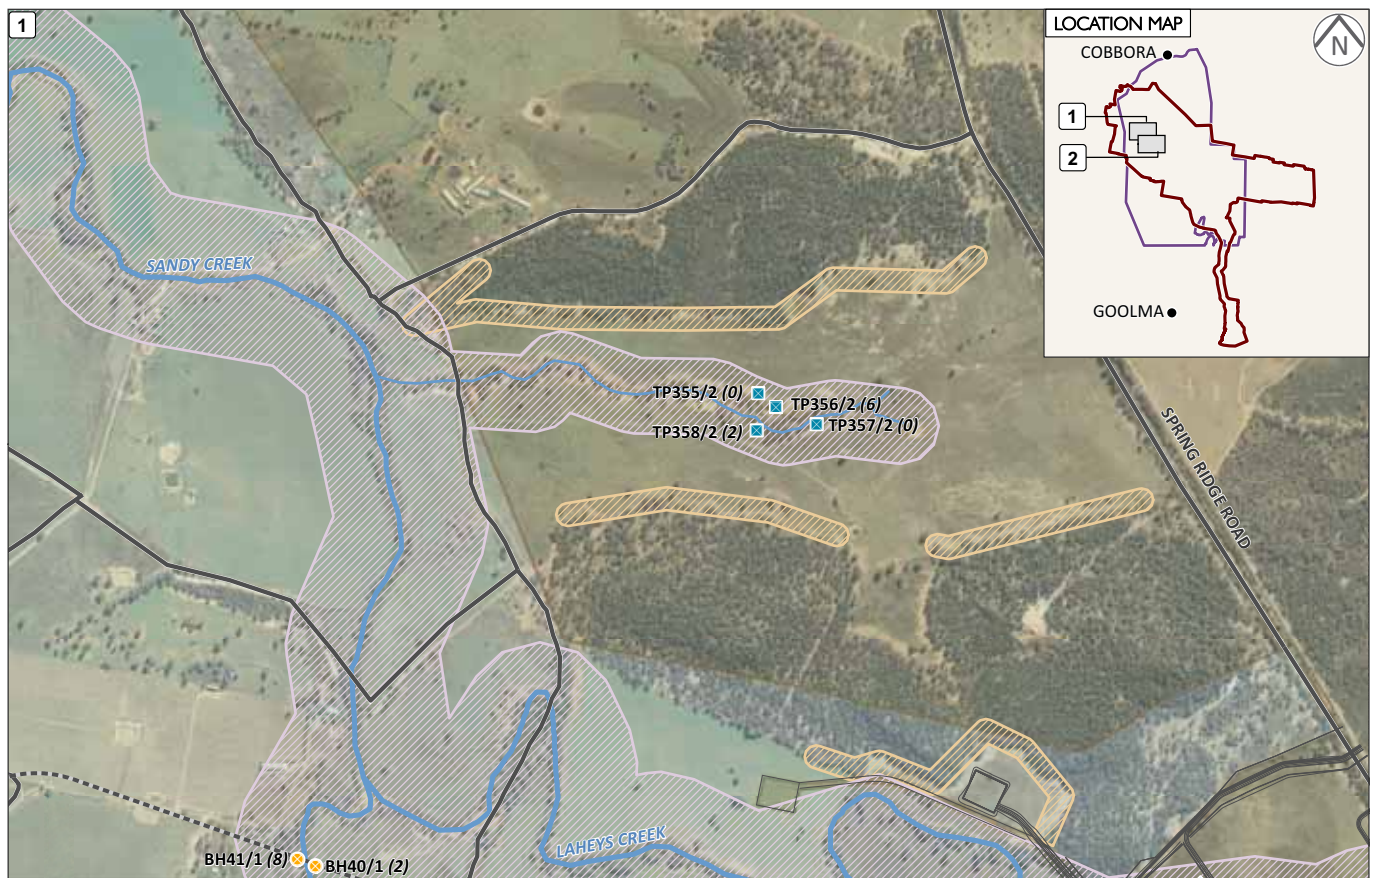 1
LOCATION MAP
N
COBBORA
1
2
GOOLMA
SANDY CREEK
TP355/2 (0)
TP356/2 (6)
TP357/2 (0)
TP358/2 (2)
SPRING RIDGE ROAD
LAHEYS CREEK
BH41/1 (8)
BH40/1 (2)